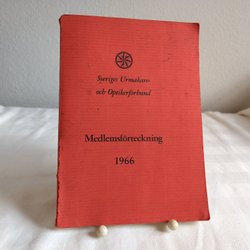 Sveriges Urmakare-
och Optikerförbund
Medlemsförteckning
1966